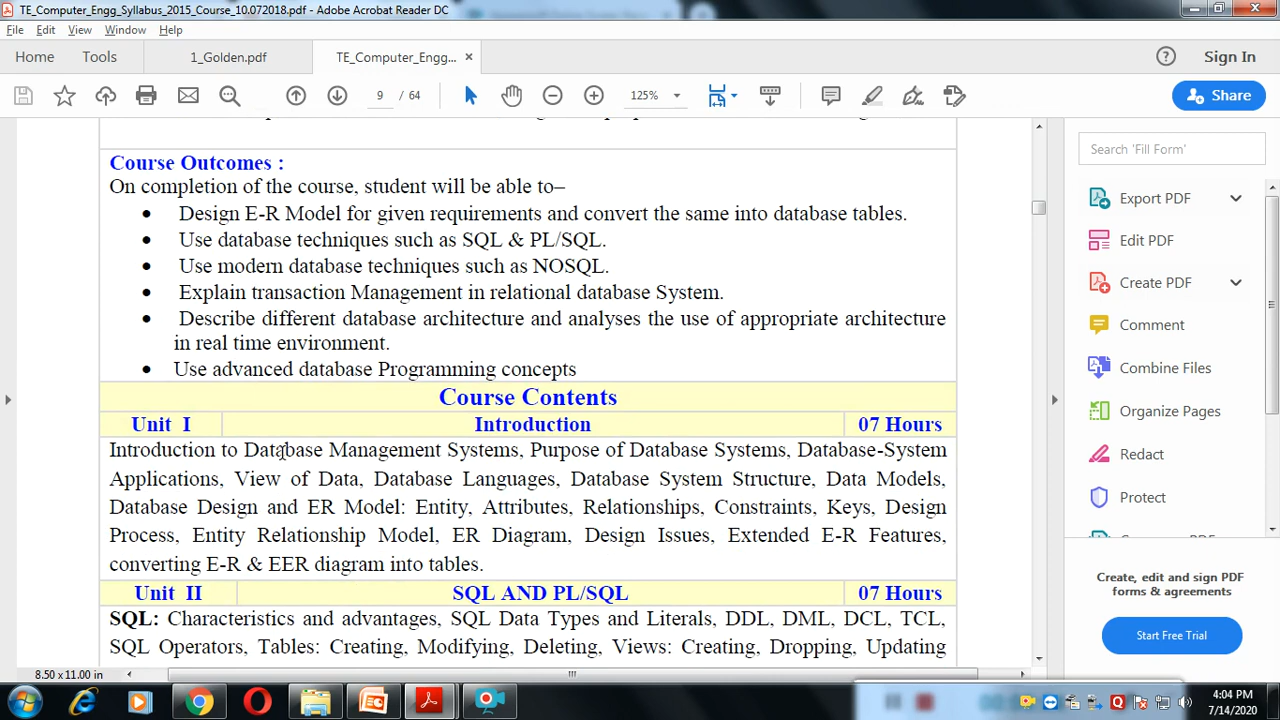 TE_Computer_Engg_Syllabus_2015_Course_10.072018.pdf - Adobe Acrobat Reader DC
File Edit View Window Help
Home Tools 1_Golden.pdf TE_Computer_Engg... × Sign In
9 / 64 125% Share
Course Outcomes :
On completion of the course, student will be able to–
• Design E-R Model for given requirements and convert the same into database tables.
• Use database techniques such as SQL & PL/SQL.
• Use modern database techniques such as NOSQL.
• Explain transaction Management in relational database System.
• Describe different database architecture and analyses the use of appropriate architecture
in real time environment.
• Use advanced database Programming concepts
Course Contents
Unit I Introduction 07 Hours
Introduction to Database Management Systems, Purpose of Database Systems, Database-System
Applications, View of Data, Database Languages, Database System Structure, Data Models,
Database Design and ER Model: Entity, Attributes, Relationships, Constraints, Keys, Design
Process, Entity Relationship Model, ER Diagram, Design Issues, Extended E-R Features,
converting E-R & EER diagram into tables.
Unit II SQL AND PL/SQL 07 Hours
SQL: Characteristics and advantages, SQL Data Types and Literals, DDL, DML, DCL, TCL,
SQL Operators, Tables: Creating, Modifying, Deleting, Views: Creating, Dropping, Updating
8.50 x 11.00 in
Search 'Fill Form'
Export PDF
Edit PDF
Create PDF
Comment
Combine Files
Organize Pages
Redact
Protect
Create, edit and sign PDF
forms & agreements
Start Free Trial
4:04 PM
7/14/2020